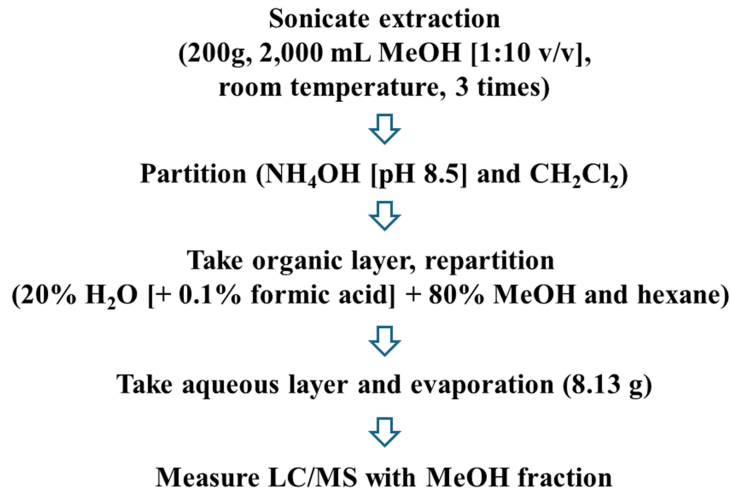 Sonicate extraction
(200g, 2,000 mL MeOH [1:10 v/v],
room temperature, 3 times)
Partition (NH₄OH [pH 8.5] and CH₂Cl₂)
Take organic layer, repartition
(20% H₂O [+ 0.1% formic acid] + 80% MeOH and hexane)
Take aqueous layer and evaporation (8.13 g)
Measure LC/MS with MeOH fraction